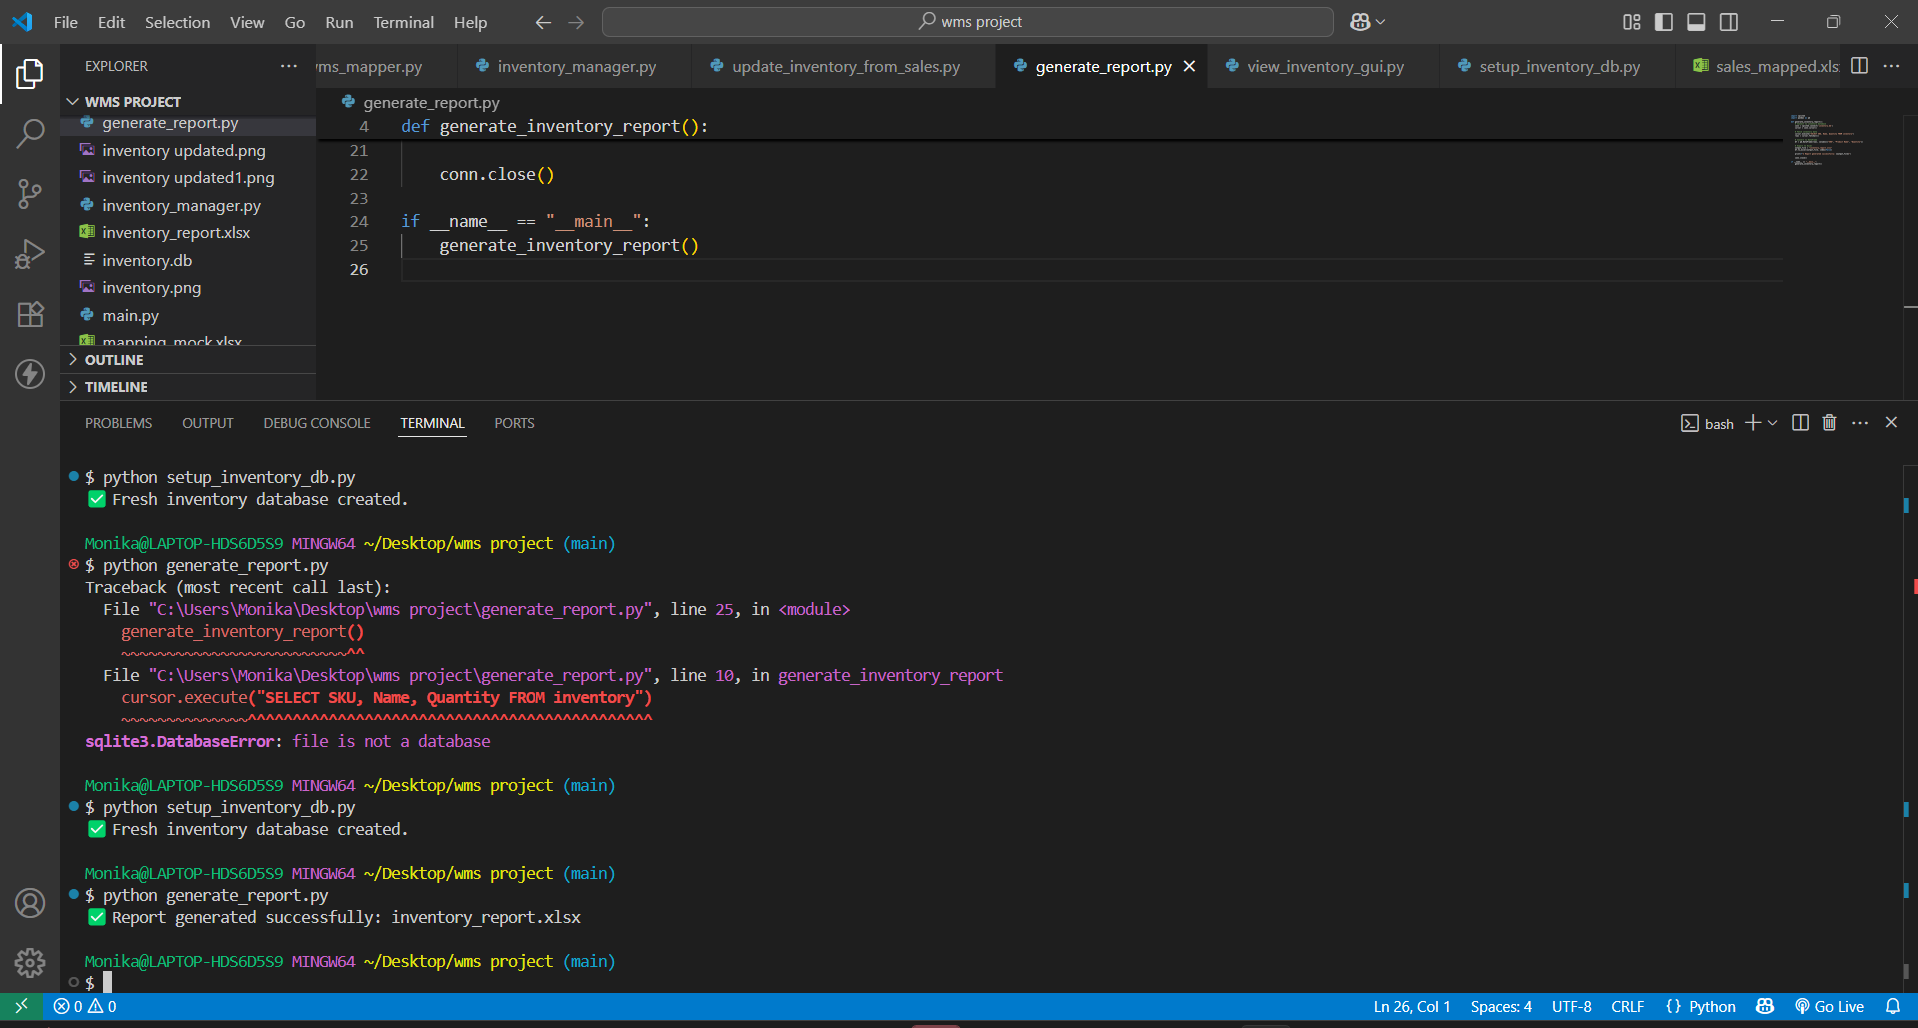 File Edit Selection View Go Run Terminal Help
wms project
EXPLORER
WMS PROJECT
generate_report.py
inventory updated.png
inventory updated1.png
inventory_manager.py
inventory_report.xlsx
inventory.db
inventory.png
main.py
mapping_mock.xlsx
OUTLINE
TIMELINE
wms_mapper.py
inventory_manager.py
update_inventory_from_sales.py
generate_report.py
view_inventory_gui.py
setup_inventory_db.py
sales_mapped.xls
generate_report.py
4 def generate_inventory_report():
21
22 conn.close()
23
24 if __name__ == "__main__":
25 generate_inventory_report()
26
PROBLEMS OUTPUT DEBUG CONSOLE TERMINAL PORTS
bash
$ python setup_inventory_db.py
✅ Fresh inventory database created.
Monika@LAPTOP-HDS6D5S9 MINGW64 ~/Desktop/wms project (main)
$ python generate_report.py
Traceback (most recent call last):
File "C:\Users\Monika\Desktop\wms project\generate_report.py", line 25, in <module>
generate_inventory_report()
~~~~~~~~~~~~~~~~~~~~~~~~~^^
File "C:\Users\Monika\Desktop\wms project\generate_report.py", line 10, in generate_inventory_report
cursor.execute("SELECT SKU, Name, Quantity FROM inventory")
~~~~~~~~~~~~~~^^^^^^^^^^^^^^^^^^^^^^^^^^^^^^^^^^^^^^^^^^^^^
sqlite3.DatabaseError: file is not a database
Monika@LAPTOP-HDS6D5S9 MINGW64 ~/Desktop/wms project (main)
$ python setup_inventory_db.py
✅ Fresh inventory database created.
Monika@LAPTOP-HDS6D5S9 MINGW64 ~/Desktop/wms project (main)
$ python generate_report.py
✅ Report generated successfully: inventory_report.xlsx
Monika@LAPTOP-HDS6D5S9 MINGW64 ~/Desktop/wms project (main)
$
0 0 Ln 26, Col 1 Spaces: 4 UTF-8 CRLF {} Python Go Live